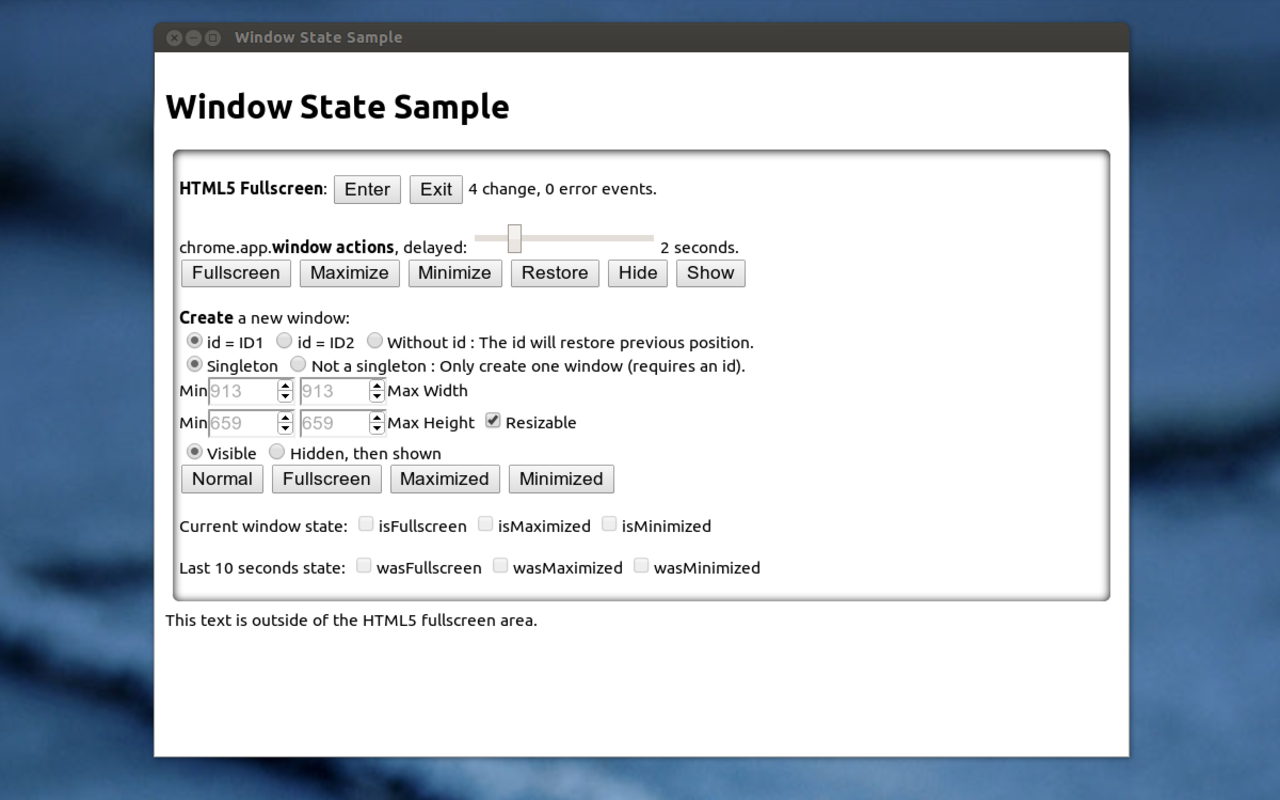 Window State Sample
Window State Sample
HTML5 Fullscreen: Enter Exit 4 change, 0 error events.
chrome.app.window actions, delayed: 2 seconds.
Fullscreen Maximize Minimize Restore Hide Show
Create a new window:
id = ID1 id = ID2 Without id : The id will restore previous position.
Singleton Not a singleton : Only create one window (requires an id).
Min 913 913 Max Width
Min 659 659 Max Height Resizable
Visible Hidden, then shown
Normal Fullscreen Maximized Minimized
Current window state: isFullscreen isMaximized isMinimized
Last 10 seconds state: wasFullscreen wasMaximized wasMinimized
This text is outside of the HTML5 fullscreen area.